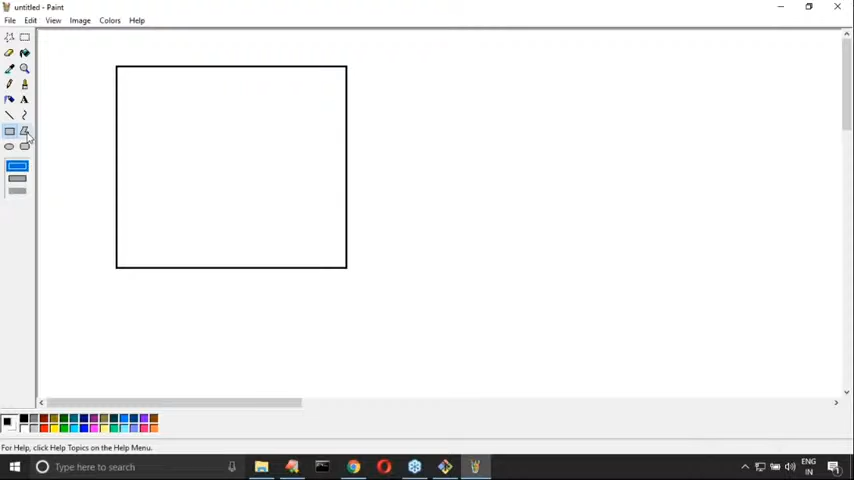 untitled - Paint
File Edit View Image Colors Help
A
For Help, click Help Topics on the Help Menu.
Type here to search
ENG
IN
1